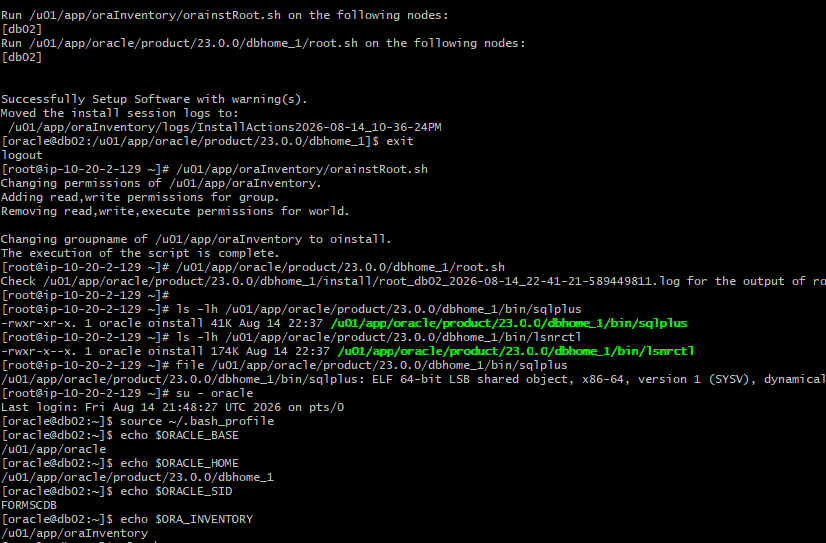 Run /u01/app/oraInventory/orainstRoot.sh on the following nodes:
[db02]
Run /u01/app/oracle/product/23.0.0/dbhome_1/root.sh on the following nodes:
[db02]
Successfully Setup Software with warning(s).
Moved the install session logs to:
/u01/app/oraInventory/logs/InstallActions2026-08-14_10-36-24PM
[oracle@db02:/u01/app/oracle/product/23.0.0/dbhome_1]$ exit
logout
[root@ip-10-20-2-129 ~]# /u01/app/oraInventory/orainstRoot.sh
Changing permissions of /u01/app/oraInventory.
Adding read,write permissions for group.
Removing read,write,execute permissions for world.
Changing groupname of /u01/app/oraInventory to oinstall.
The execution of the script is complete.
[root@ip-10-20-2-129 ~]# /u01/app/oracle/product/23.0.0/dbhome_1/root.sh
Check /u01/app/oracle/product/23.0.0/dbhome_1/install/root_db02_2026-08-14_22-41-21-589449811.log for the output of ro
[root@ip-10-20-2-129 ~]#
[root@ip-10-20-2-129 ~]# ls -lh /u01/app/oracle/product/23.0.0/dbhome_1/bin/sqlplus
-rwxr-xr-x. 1 oracle oinstall 41K Aug 14 22:37 /u01/app/oracle/product/23.0.0/dbhome_1/bin/sqlplus
[root@ip-10-20-2-129 ~]# ls -lh /u01/app/oracle/product/23.0.0/dbhome_1/bin/lsnrctl
-rwxr-x--x. 1 oracle oinstall 174K Aug 14 22:37 /u01/app/oracle/product/23.0.0/dbhome_1/bin/lsnrctl
[root@ip-10-20-2-129 ~]# file /u01/app/oracle/product/23.0.0/dbhome_1/bin/sqlplus
/u01/app/oracle/product/23.0.0/dbhome_1/bin/sqlplus: ELF 64-bit LSB shared object, x86-64, version 1 (SYSV), dynamical
[root@ip-10-20-2-129 ~]# su - oracle
Last login: Fri Aug 14 21:48:27 UTC 2026 on pts/0
[oracle@db02:~]$ source ~/.bash_profile
[oracle@db02:~]$ echo $ORACLE_BASE
/u01/app/oracle
[oracle@db02:~]$ echo $ORACLE_HOME
/u01/app/oracle/product/23.0.0/dbhome_1
[oracle@db02:~]$ echo $ORACLE_SID
FORMSCDB
[oracle@db02:~]$ echo $ORA_INVENTORY
/u01/app/oraInventory